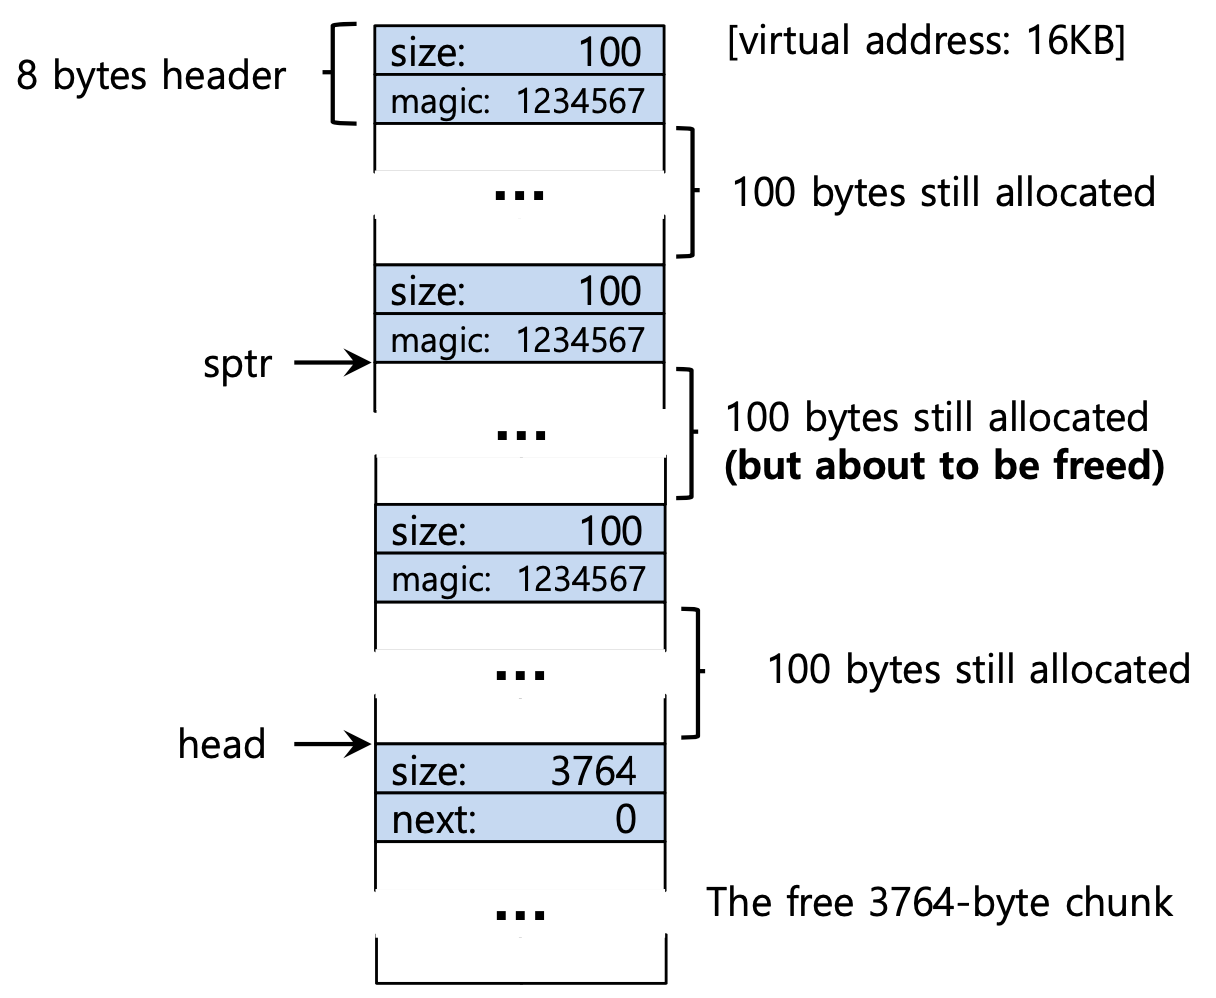 size: 100
[virtual address: 16KB]
8 bytes header
magic: 1234567
...
100 bytes still allocated
size: 100
magic: 1234567
sptr
...
100 bytes still allocated
(but about to be freed)
size: 100
magic: 1234567
...
100 bytes still allocated
head
size: 3764
next: 0
...
The free 3764-byte chunk